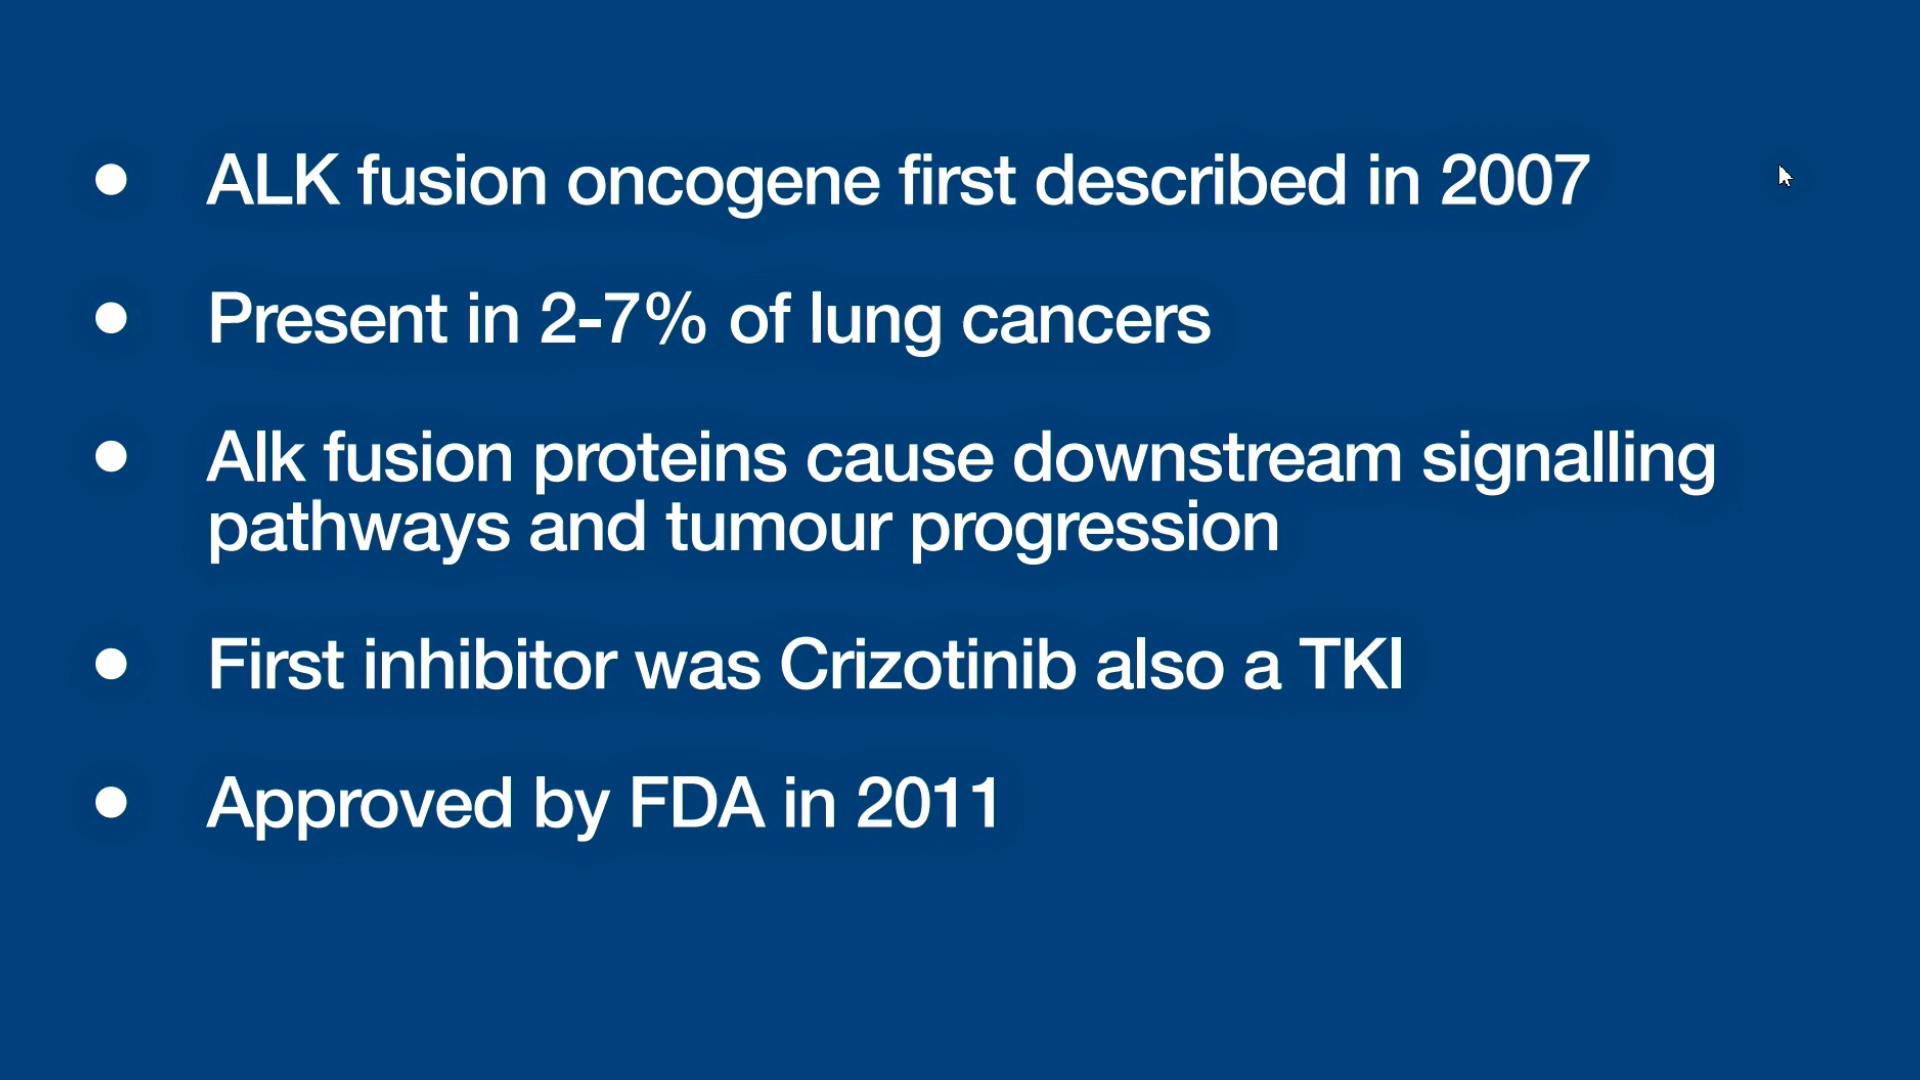 • ALK fusion oncogene first described in 2007
• Present in 2-7% of lung cancers
• Alk fusion proteins cause downstream signalling
pathways and tumour progression
• First inhibitor was Crizotinib also a TKI
• Approved by FDA in 2011